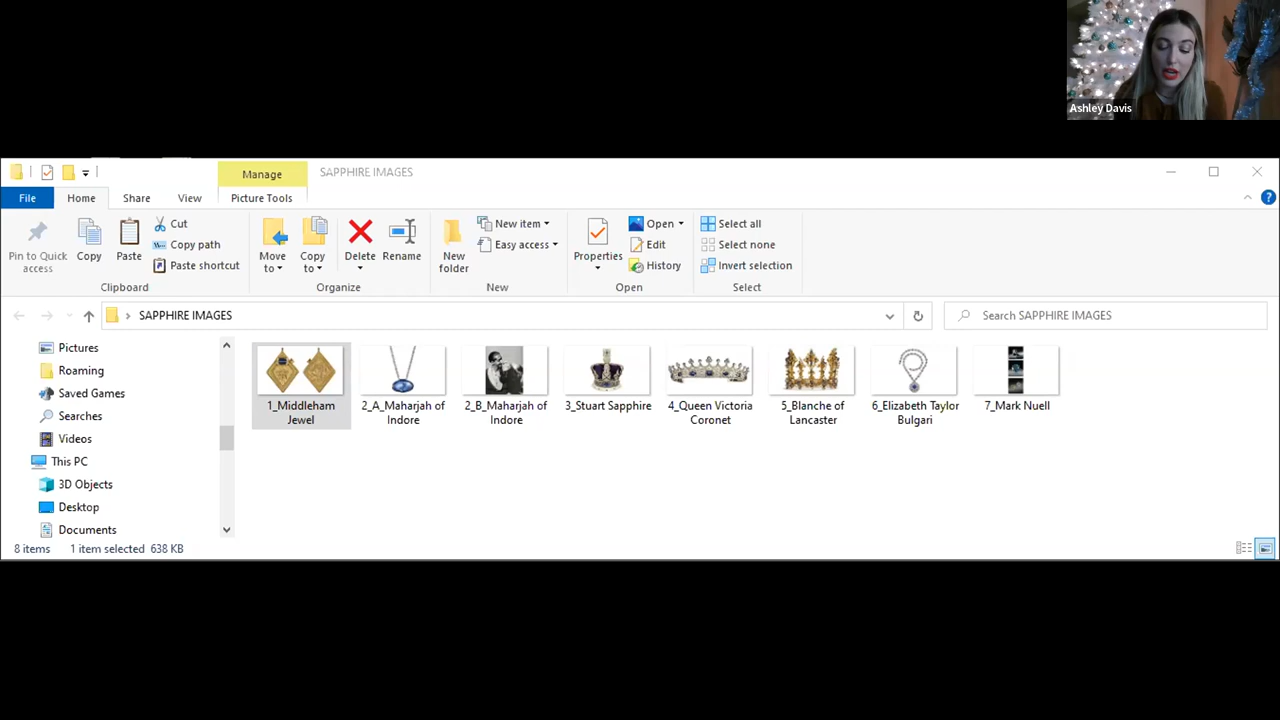 Ashley Davis
Manage
SAPPHIRE IMAGES
File
Home
Share
View
Picture Tools
Pin to Quick
access
Copy
Paste
Cut
Copy path
Paste shortcut
Clipboard
Move
to
Copy
to
Delete
Rename
Organize
New
folder
New item
Easy access
New
Properties
Open
Edit
History
Open
Select all
Select none
Invert selection
Select
SAPPHIRE IMAGES
Search SAPPHIRE IMAGES
Pictures
Roaming
Saved Games
Searches
Videos
This PC
3D Objects
Desktop
Documents
1_Middleham
Jewel
2_A_Maharjah of
Indore
2_B_Maharjah of
Indore
3_Stuart Sapphire
4_Queen Victoria
Coronet
5_Blanche of
Lancaster
6_Elizabeth Taylor
Bulgari
7_Mark Nuell
8 items
1 item selected 638 KB